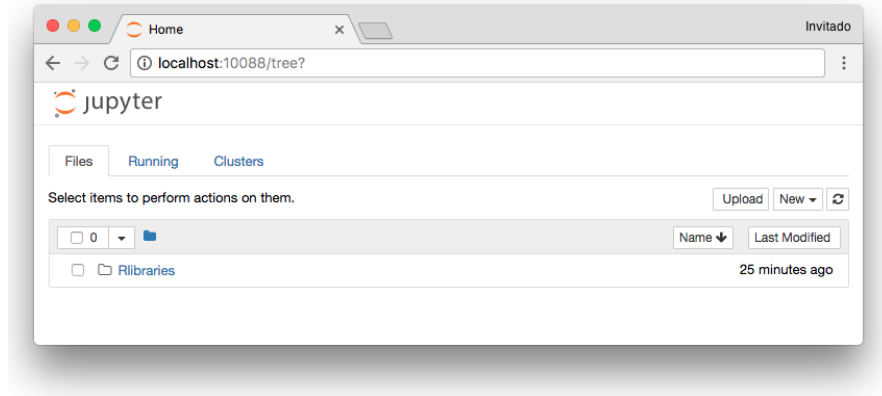 Home
Invitado
localhost:10088/tree?
jupyter
Files Running Clusters
Select items to perform actions on them.
Upload New
0 Name Last Modified
Rlibraries 25 minutes ago